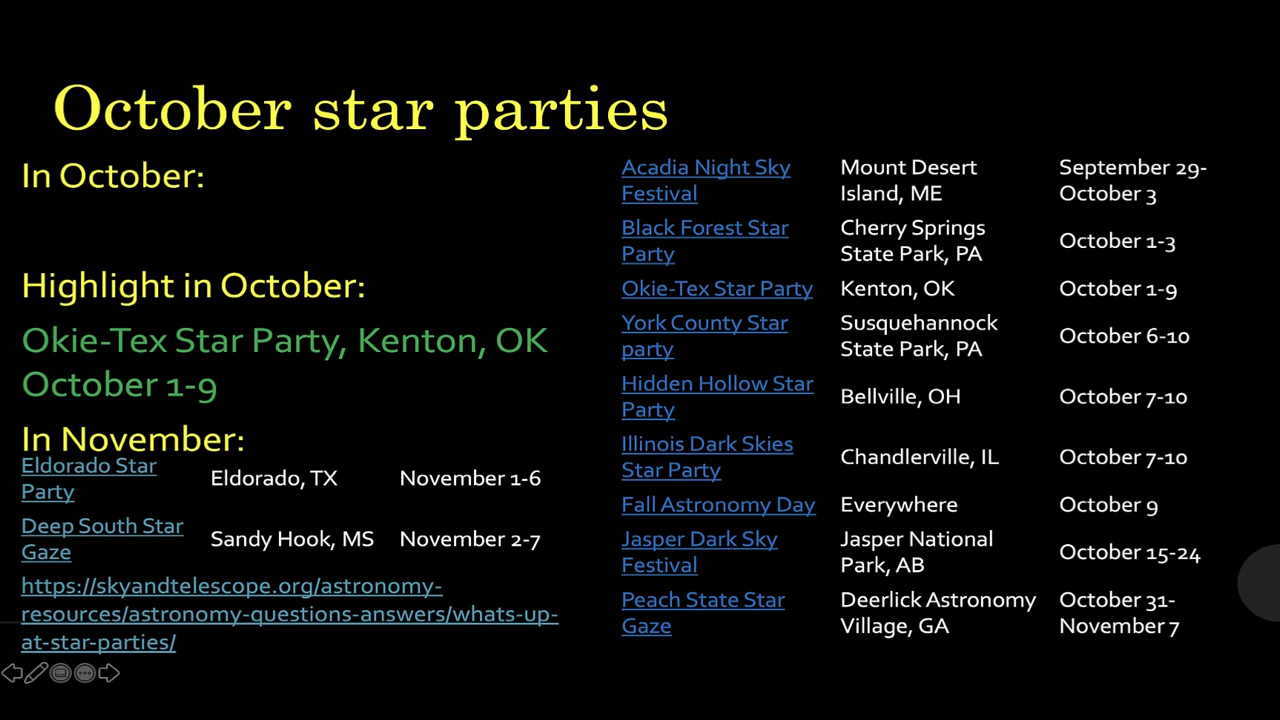 October star parties
In October:
Highlight in October:
Okie-Tex Star Party, Kenton, OK
October 1-9
In November:
Eldorado Star
Party
Eldorado, TX
November 1-6
Deep South Star
Gaze
Sandy Hook, MS
November 2-7
https://skyandtelescope.org/astronomy-
resources/astronomy-questions-answers/whats-up-
at-star-parties/
Acadia Night Sky
Festival
Mount Desert
Island, ME
September 29-
October 3
Black Forest Star
Party
Cherry Springs
State Park, PA
October 1-3
Okie-Tex Star Party
Kenton, OK
October 1-9
York County Star
party
Susquehannock
State Park, PA
October 6-10
Hidden Hollow Star
Party
Bellville, OH
October 7-10
Illinois Dark Skies
Star Party
Chandlerville, IL
October 7-10
Fall Astronomy Day
Everywhere
October 9
Jasper Dark Sky
Festival
Jasper National
Park, AB
October 15-24
Peach State Star
Gaze
Deerlick Astronomy
Village, GA
October 31-
November 7